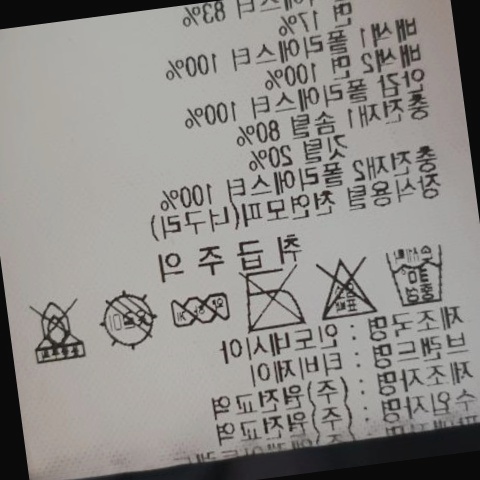 폴리에스터 83%
면 17%
배색1 폴리에스터 100%
배색2 면 100%
안감 폴리에스터 100%
충전재1 솜털 80%
깃털 20%
충전재2 폴리에스터 100%
장식용털 천연모피(너구리)
취급 주의
제조국명 : 인도네시아
브랜드명 : 티비제이
제조자명 : (주)원진교역
수입자명 : (주)원진교역